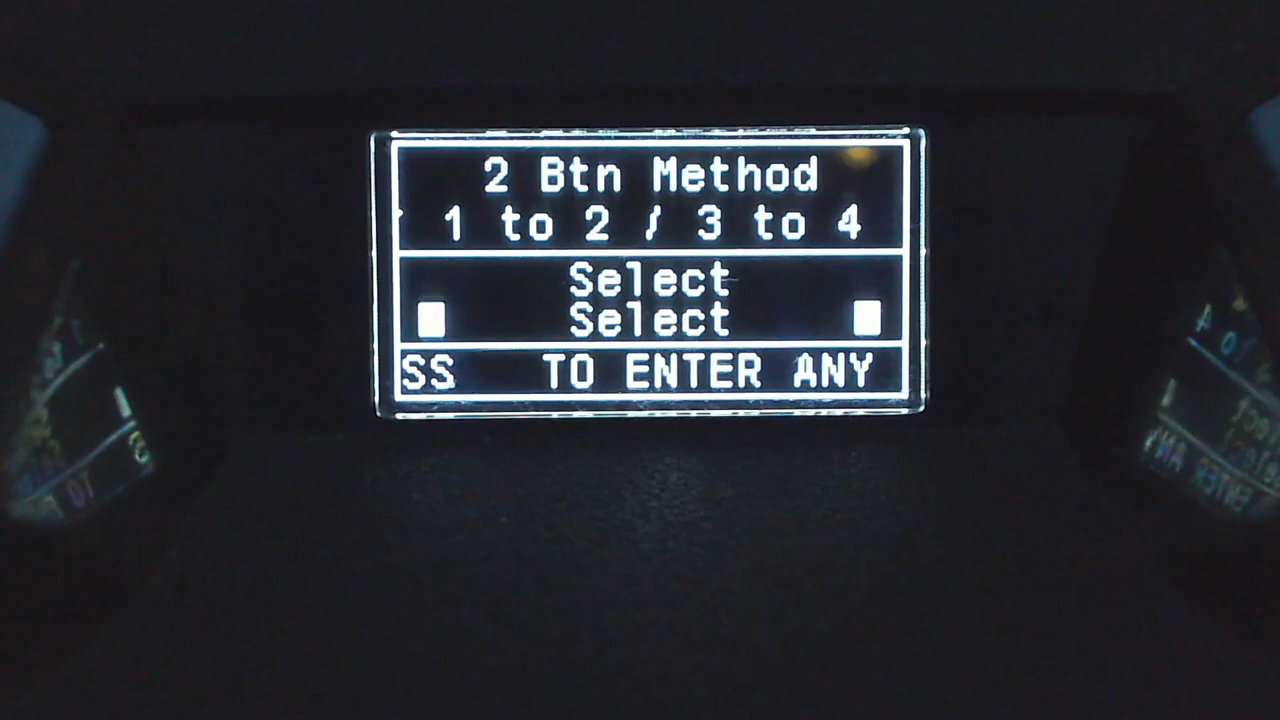 2 Btn Method
1 to 2 / 3 to 4
Select
Select
SS TO ENTER ANY